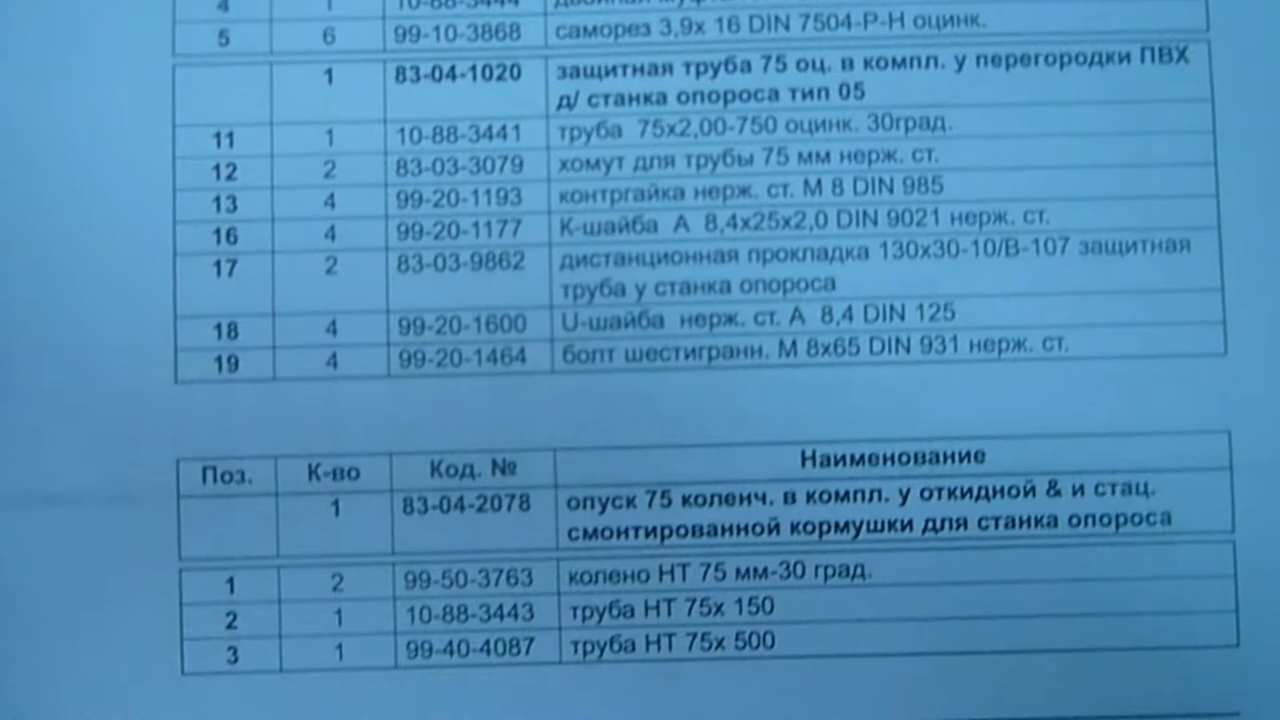 4 1 10-88-3444
5 6 99-10-3868 саморез 3,9х 16 DIN 7504-Р-Н оцинк.
1 83-04-1020 защитная труба 75 оц. в компл. у перегородки ПВХ
д/ станка опороса тип 05
11 1 10-88-3441 труба 75х2,00-750 оцинк. 30град.
12 2 83-03-3079 хомут для трубы 75 мм нерж. ст.
13 4 99-20-1193 контргайка нерж. ст. М 8 DIN 985
16 4 99-20-1177 К-шайба А 8,4х25х2,0 DIN 9021 нерж. ст.
17 2 83-03-9862 дистанционная прокладка 130х30-10/В-107 защитная
труба у станка опороса
18 4 99-20-1600 U-шайба нерж. ст. А 8,4 DIN 125
19 4 99-20-1464 болт шестигранн. М 8х65 DIN 931 нерж. ст.
Поз. К-во Код. № Наименование
1 83-04-2078 опуск 75 коленч. в компл. у откидной & и стац.
смонтированной кормушки для станка опороса
1 2 99-50-3763 колено НТ 75 мм-30 град.
2 1 10-88-3443 труба НТ 75х 150
3 1 99-40-4087 труба НТ 75х 500